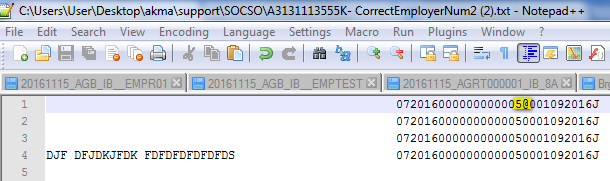 C:\Users\User\Desktop\akma\support\SOCSO\A3131113555K- CorrectEmployerNum2 (2).txt - Notepad++
File Edit Search View Encoding Language Settings Macro Run Plugins Window ?
20161115_AGB_IB__EMPR01 20161115_AGB_IB__EMPTEST 20161115_AGRT000001_IB_8A Bro
1 072016000000000005@001092016J
2 0720160000000000050001092016J
3 0720160000000000050001092016J
4 DJF DFJDKJFDK FDFDFDFDFDFDS 0720160000000000050001092016J